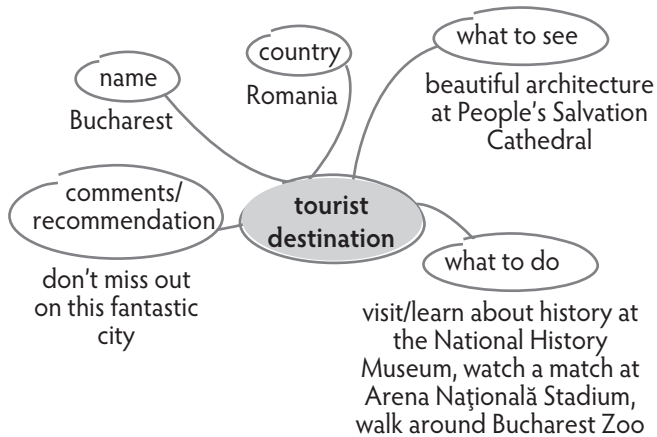 name
Bucharest
country
Romania
what to see
beautiful architecture
at People's Salvation
Cathedral
comments/
recommendation
don't miss out
on this fantastic
city
tourist
destination
what to do
visit/learn about history at
the National History
Museum, watch a match at
Arena Naţională Stadium,
walk around Bucharest Zoo